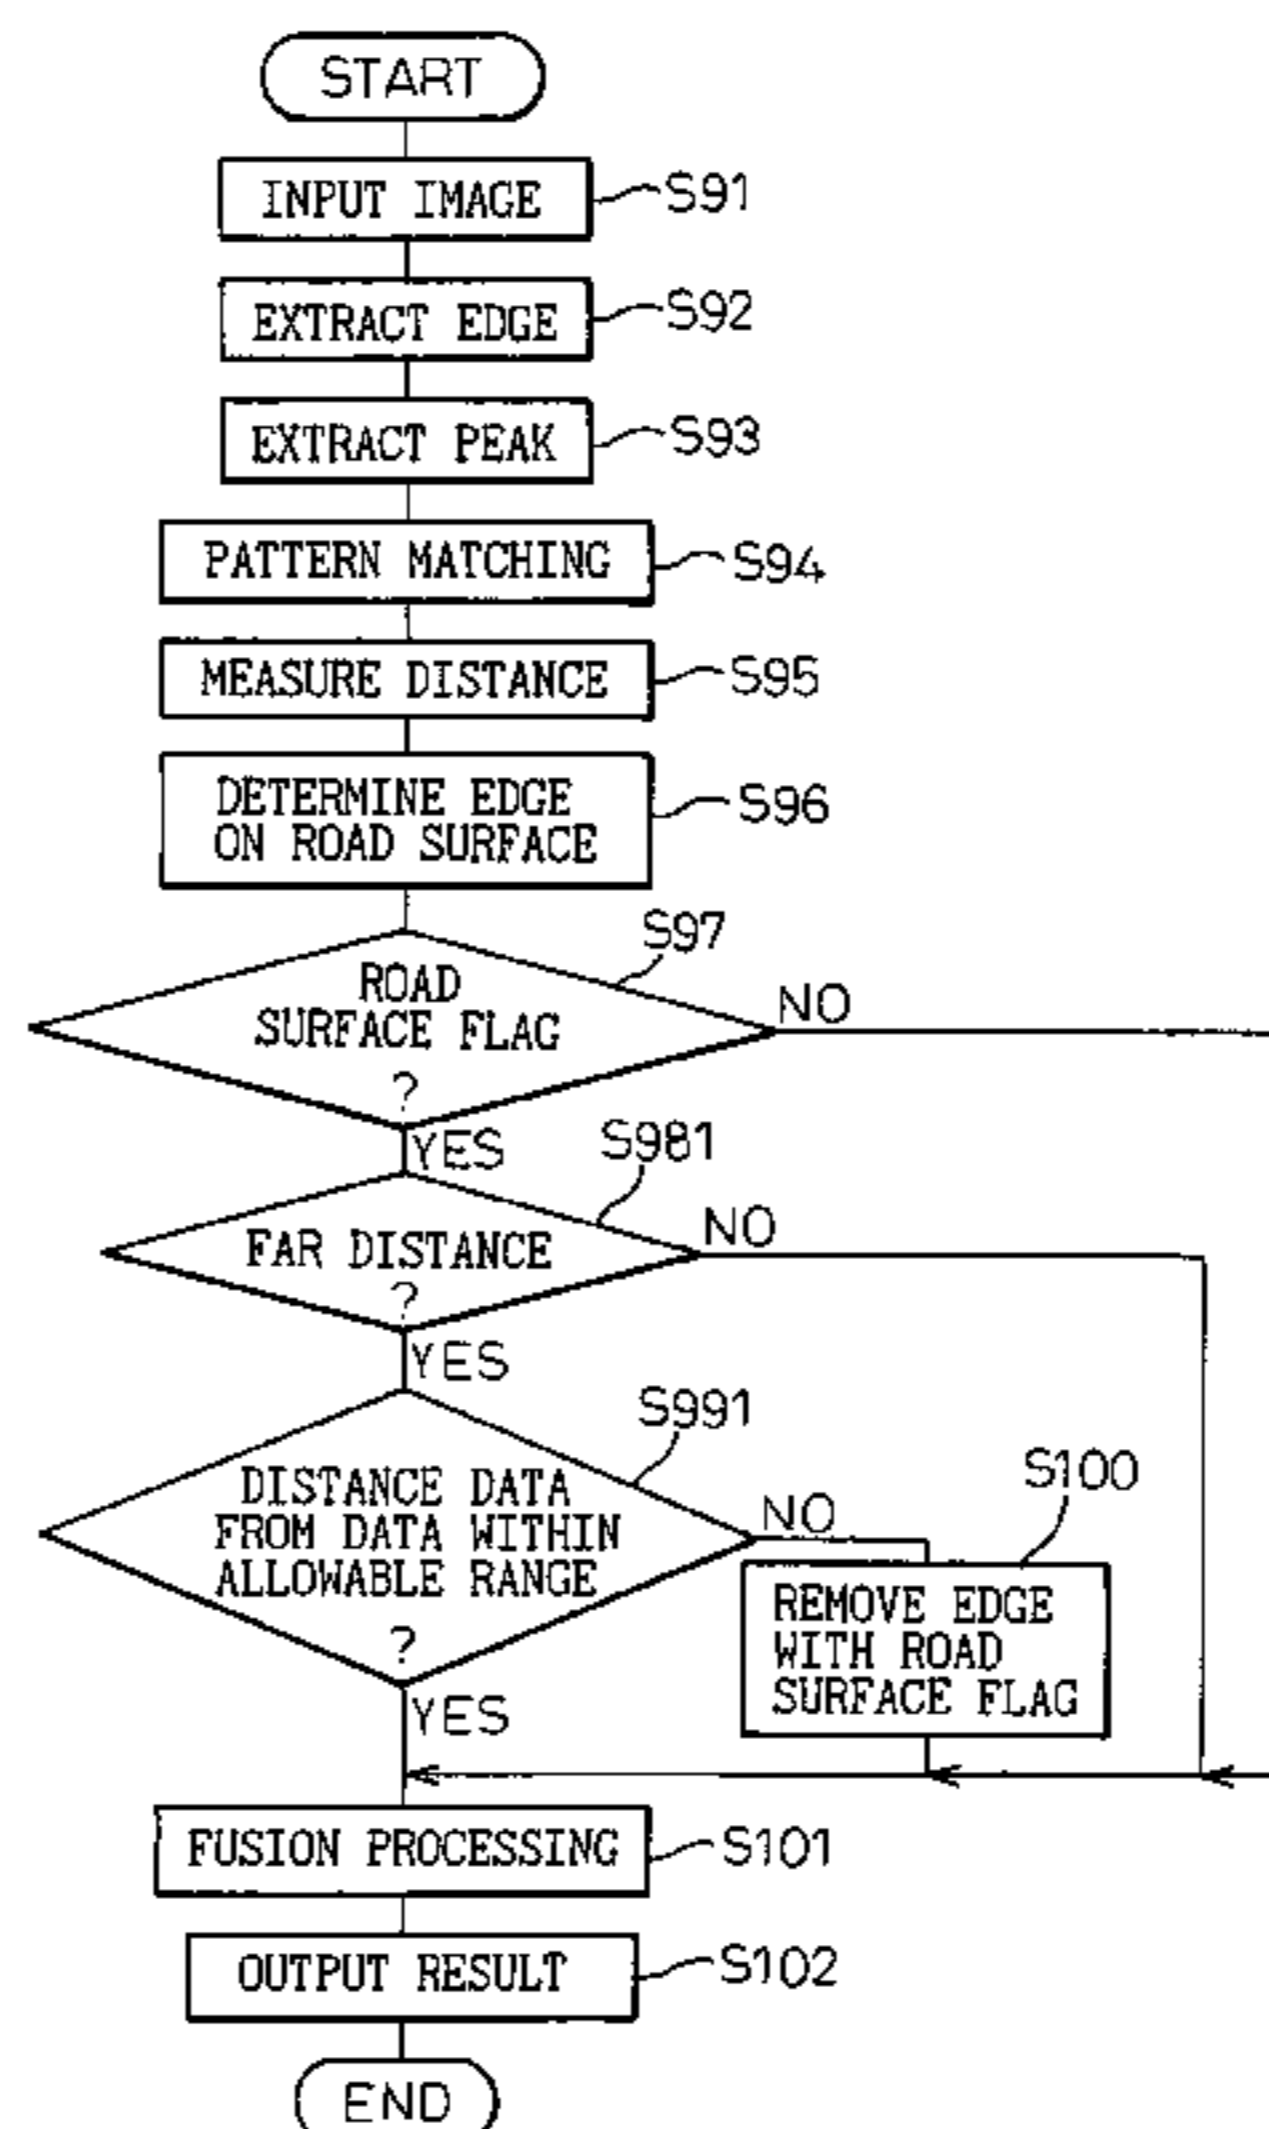 START
INPUT IMAGE
S91
EXTRACT EDGE
S92
EXTRACT PEAK
S93
PATTERN MATCHING
S94
MEASURE DISTANCE
S95
DETERMINE EDGE
ON ROAD SURFACE
S96
S97
ROAD
SURFACE FLAG
?
NO
YES
S981
FAR DISTANCE
?
NO
YES
S991
DISTANCE DATA
FROM DATA WITHIN
ALLOWABLE RANGE
?
NO
YES
S100
REMOVE EDGE
WITH ROAD
SURFACE FLAG
FUSION PROCESSING
S101
OUTPUT RESULT
S102
END